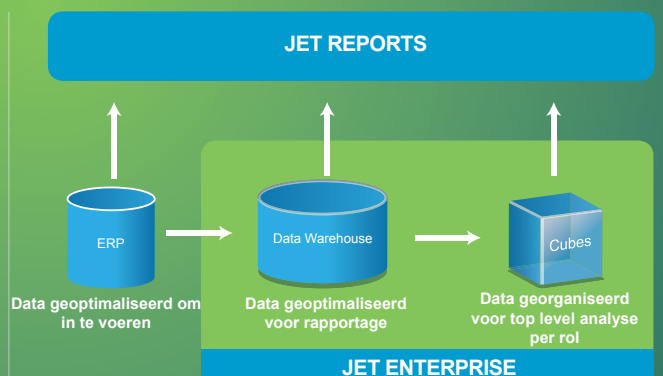 JET REPORTS
ERP
Data Warehouse
Cubes
Data geoptimaliseerd om
in te voeren
Data geoptimaliseerd
voor rapportage
Data georganiseerd
voor top level analyse
per rol
JET ENTERPRISE